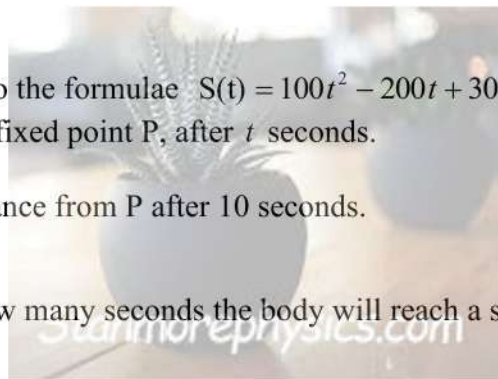 the formulae S(t) = 100t² – 200t + 30
fixed point P, after t seconds.
from P after 10 seconds.
many seconds the body will reach a
Stanmorephysics.com